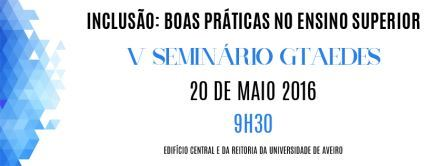 INCLUSÃO: BOAS PRÁTICAS NO ENSINO SUPERIOR
V SEMINÁRIO GTAEDES
20 DE MAIO 2016
9H30
EDIFÍCIO CENTRAL E DA REITORIA DA UNIVERSIDADE DE AVEIRO